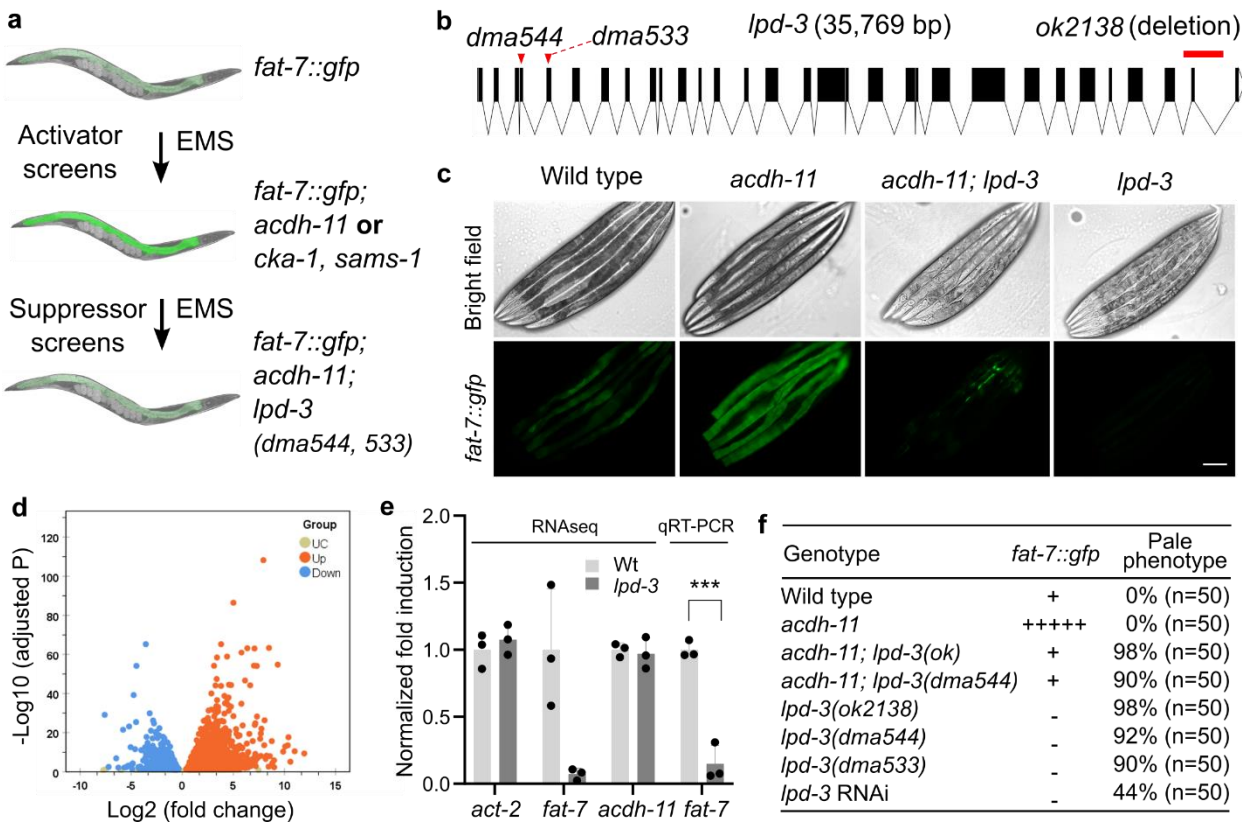 a
fat-7::gfp
Activator
screens
EMS
fat-7::gfp;
acdh-11 or
cka-1, sams-1
Suppressor
screens
EMS
fat-7::gfp;
acdh-11;
lpd-3
(dma544, 533)
b
lpd-3 (35,769 bp)
ok2138 (deletion)
dma544
dma533
c
Wild type
acdh-11
acdh-11; lpd-3
lpd-3
Bright field
fat-7::gfp
d
-Log10 (adjusted P)
120
100
80
60
40
20
0
-15
-10
-5
0
5
10
15
Log2 (fold change)
Group
UC
Up
Down
e
Normalized fold induction
2.0
1.5
1.0
0.5
0.0
RNAseq
qRT-PCR
Wt
lpd-3
***
act-2
fat-7
acdh-11
fat-7
f
Genotype fat-7::gfp Pale phenotype
Wild type + 0% (n=50)
acdh-11 +++++ 0% (n=50)
acdh-11; lpd-3(ok) + 98% (n=50)
acdh-11; lpd-3(dma544) + 90% (n=50)
lpd-3(ok2138) - 98% (n=50)
lpd-3(dma544) - 92% (n=50)
lpd-3(dma533) - 90% (n=50)
lpd-3 RNAi - 44% (n=50)